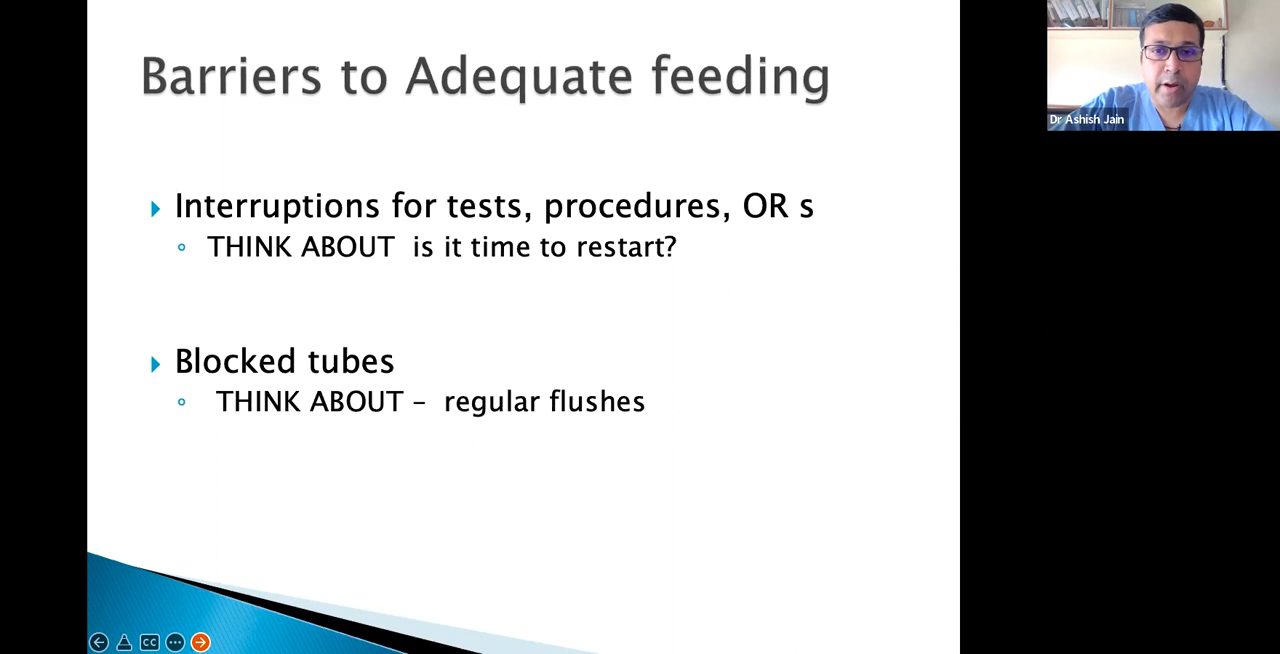 Barriers to Adequate feeding
Interruptions for tests, procedures, OR s
THINK ABOUT is it time to restart?
Blocked tubes
THINK ABOUT – regular flushes
Dr Ashish Jain
CC